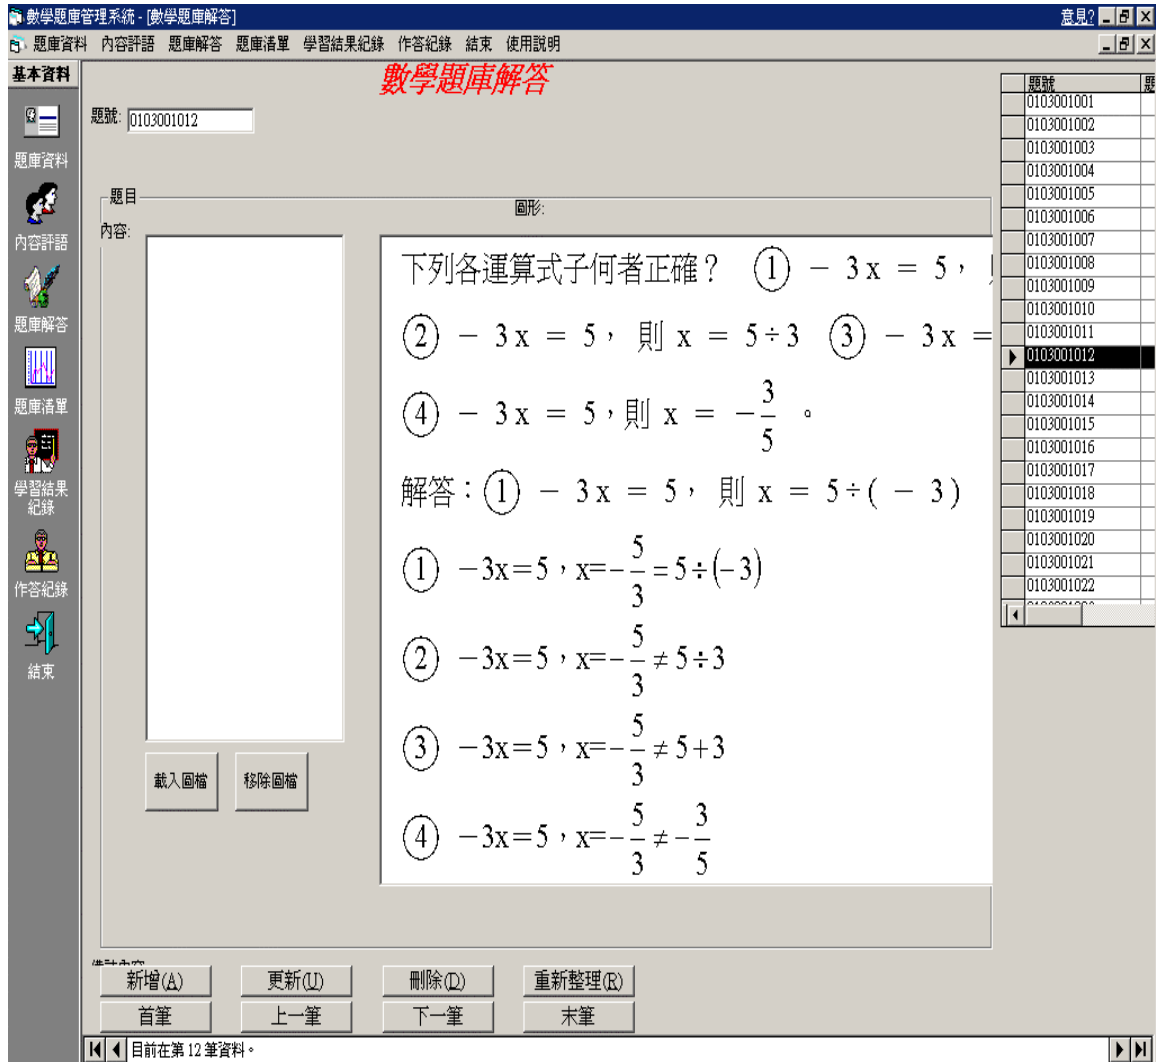 數學題庫管理系統 - [數學題庫解答]
意見?
題庫資料 內容評語 題庫解答 題庫清單 學習結果紀錄 作答紀錄 結束 使用說明
基本資料
題庫資料
內容評語
題庫解答
題庫清單
學習結果
紀錄
作答紀錄
結束
數學題庫解答
題號: 0103001012
題目
內容:
圖形:
下列各運算式子何者正確? ① − 3x = 5,
② − 3x = 5, 則 x = 5÷3 ③ − 3x =
④ − 3x = 5,則 x = −3/5 。
解答:① − 3x = 5, 則 x = 5÷( − 3)
① −3x=5,x=−5/3=5÷(−3)
② −3x=5,x=−5/3≠5÷3
③ −3x=5,x=−5/3≠5+3
④ −3x=5,x=−5/3≠−3/5
載入圖檔 移除圖檔
題號
0103001001
0103001002
0103001003
0103001004
0103001005
0103001006
0103001007
0103001008
0103001009
0103001010
0103001011
0103001012
0103001013
0103001014
0103001015
0103001016
0103001017
0103001018
0103001019
0103001020
0103001021
0103001022
新增(A) 更新(U) 刪除(D) 重新整理(R)
首筆 上一筆 下一筆 末筆
目前在第 12 筆資料。